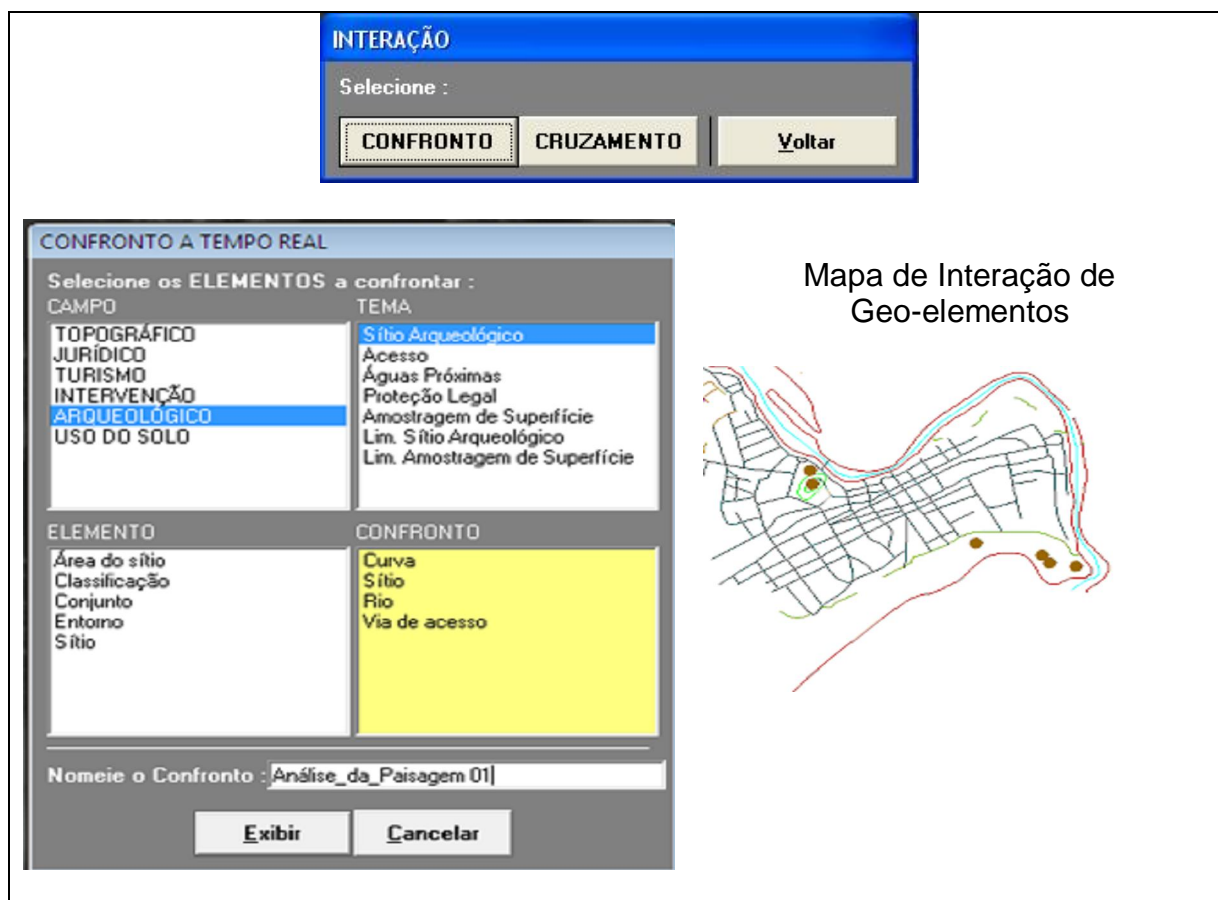 INTERAÇÃO
Selecione :
CONFRONTO CRUZAMENTO Voltar
CONFRONTO A TEMPO REAL
Selecione os ELEMENTOS a confrontar :
CAMPO
TOPOGRÁFICO
JURÍDICO
TURISMO
INTERVENÇÃO
ARQUEOLÓGICO
USO DO SOLO
TEMA
Sítio Arqueológico
Acesso
Águas Próximas
Proteção Legal
Amostragem de Superfície
Lim. Sítio Arqueológico
Lim. Amostragem de Superfície
ELEMENTO
Área do sítio
Classificação
Conjunto
Entorno
Sítio
CONFRONTO
Curva
Sítio
Rio
Via de acesso
Nomeie o Confronto : Análise_da_Paisagem 01
Exibir Cancelar
Mapa de Interação de
Geo-elementos